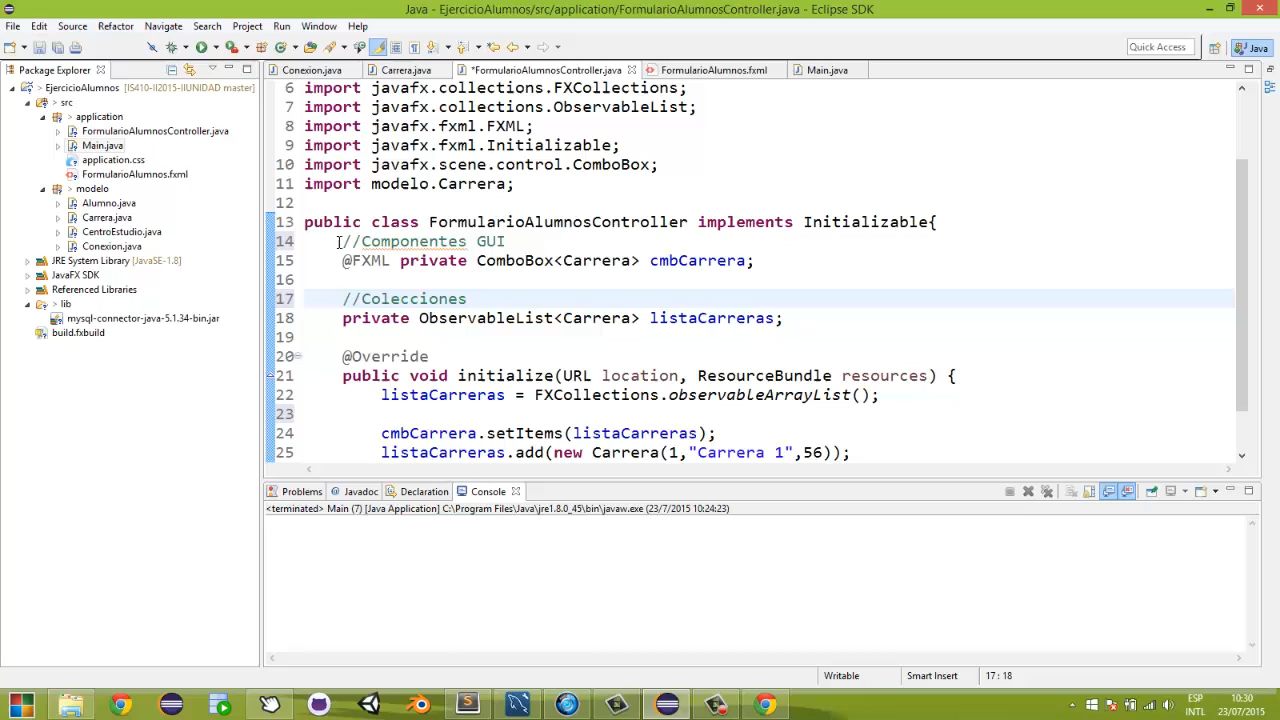 Java - EjercicioAlumnos/src/application/FormularioAlumnosController.java - Eclipse SDK
File Edit Source Refactor Navigate Search Project Run Window Help
Quick Access
Java
Package Explorer
Conexion.java
Carrera.java
*FormularioAlumnosController.java
FormularioAlumnos.fxml
Main.java
EjercicioAlumnos [IS410-II2015-IIUNIDAD master]
> src
> application
FormularioAlumnosController.java
Main.java
application.css
FormularioAlumnos.fxml
> modelo
Alumno.java
Carrera.java
CentroEstudio.java
Conexion.java
JRE System Library [JavaSE-1.8]
JavaFX SDK
Referenced Libraries
> lib
mysql-connector-java-5.1.34-bin.jar
build.fxbuild
6 import javafx.collections.FXCollections;
7 import javafx.collections.ObservableList;
8 import javafx.fxml.FXML;
9 import javafx.fxml.Initializable;
10 import javafx.scene.control.ComboBox;
11 import modelo.Carrera;
12
13 public class FormularioAlumnosController implements Initializable{
14 //Componentes GUI
15 @FXML private ComboBox<Carrera> cmbCarrera;
16
17 //Colecciones
18 private ObservableList<Carrera> listaCarreras;
19
20 @Override
21 public void initialize(URL location, ResourceBundle resources) {
22 listaCarreras = FXCollections.observableArrayList();
23
24 cmbCarrera.setItems(listaCarreras);
25 listaCarreras.add(new Carrera(1,"Carrera 1",56));
Problems @ Javadoc Declaration Console
<terminated> Main (7) [Java Application] C:\Program Files\Java\jre1.8.0_45\bin\javaw.exe (23/7/2015 10:24:23)
Writable Smart Insert 17 : 18
ESP
INTL
10:30
23/07/2015